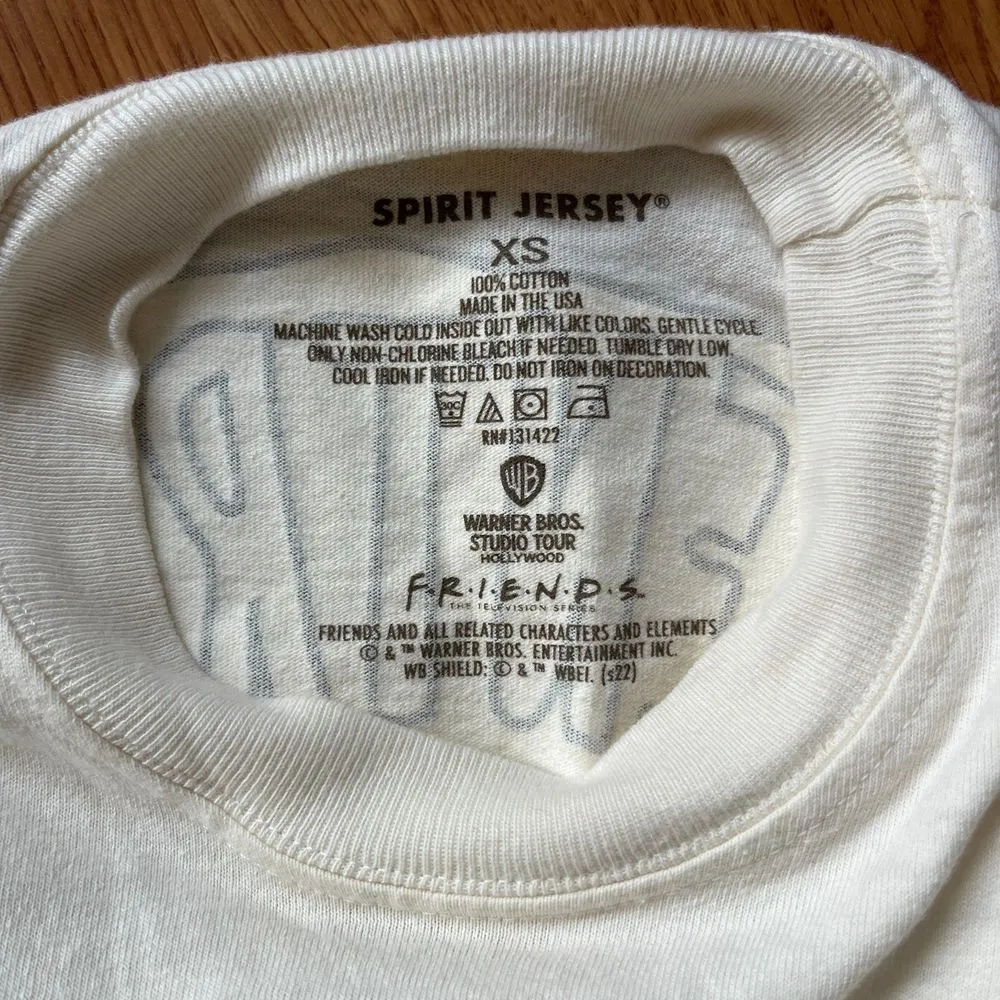 SPIRIT JERSEY®
XS
100% COTTON
MADE IN THE USA
MACHINE WASH COLD INSIDE OUT WITH LIKE COLORS. GENTLE CYCLE.
ONLY NON-CHLORINE BLEACH IF NEEDED. TUMBLE DRY LOW.
COOL IRON IF NEEDED. DO NOT IRON ON DECORATION.
30C
RN#131422
WB
WARNER BROS.
STUDIO TOUR
HOLLYWOOD
F·R·I·E·N·D·S™
THE TELEVISION SERIES
FRIENDS AND ALL RELATED CHARACTERS AND ELEMENTS
© & ™ WARNER BROS. ENTERTAINMENT INC.
WB SHIELD: © & ™ WBEI. (s22)